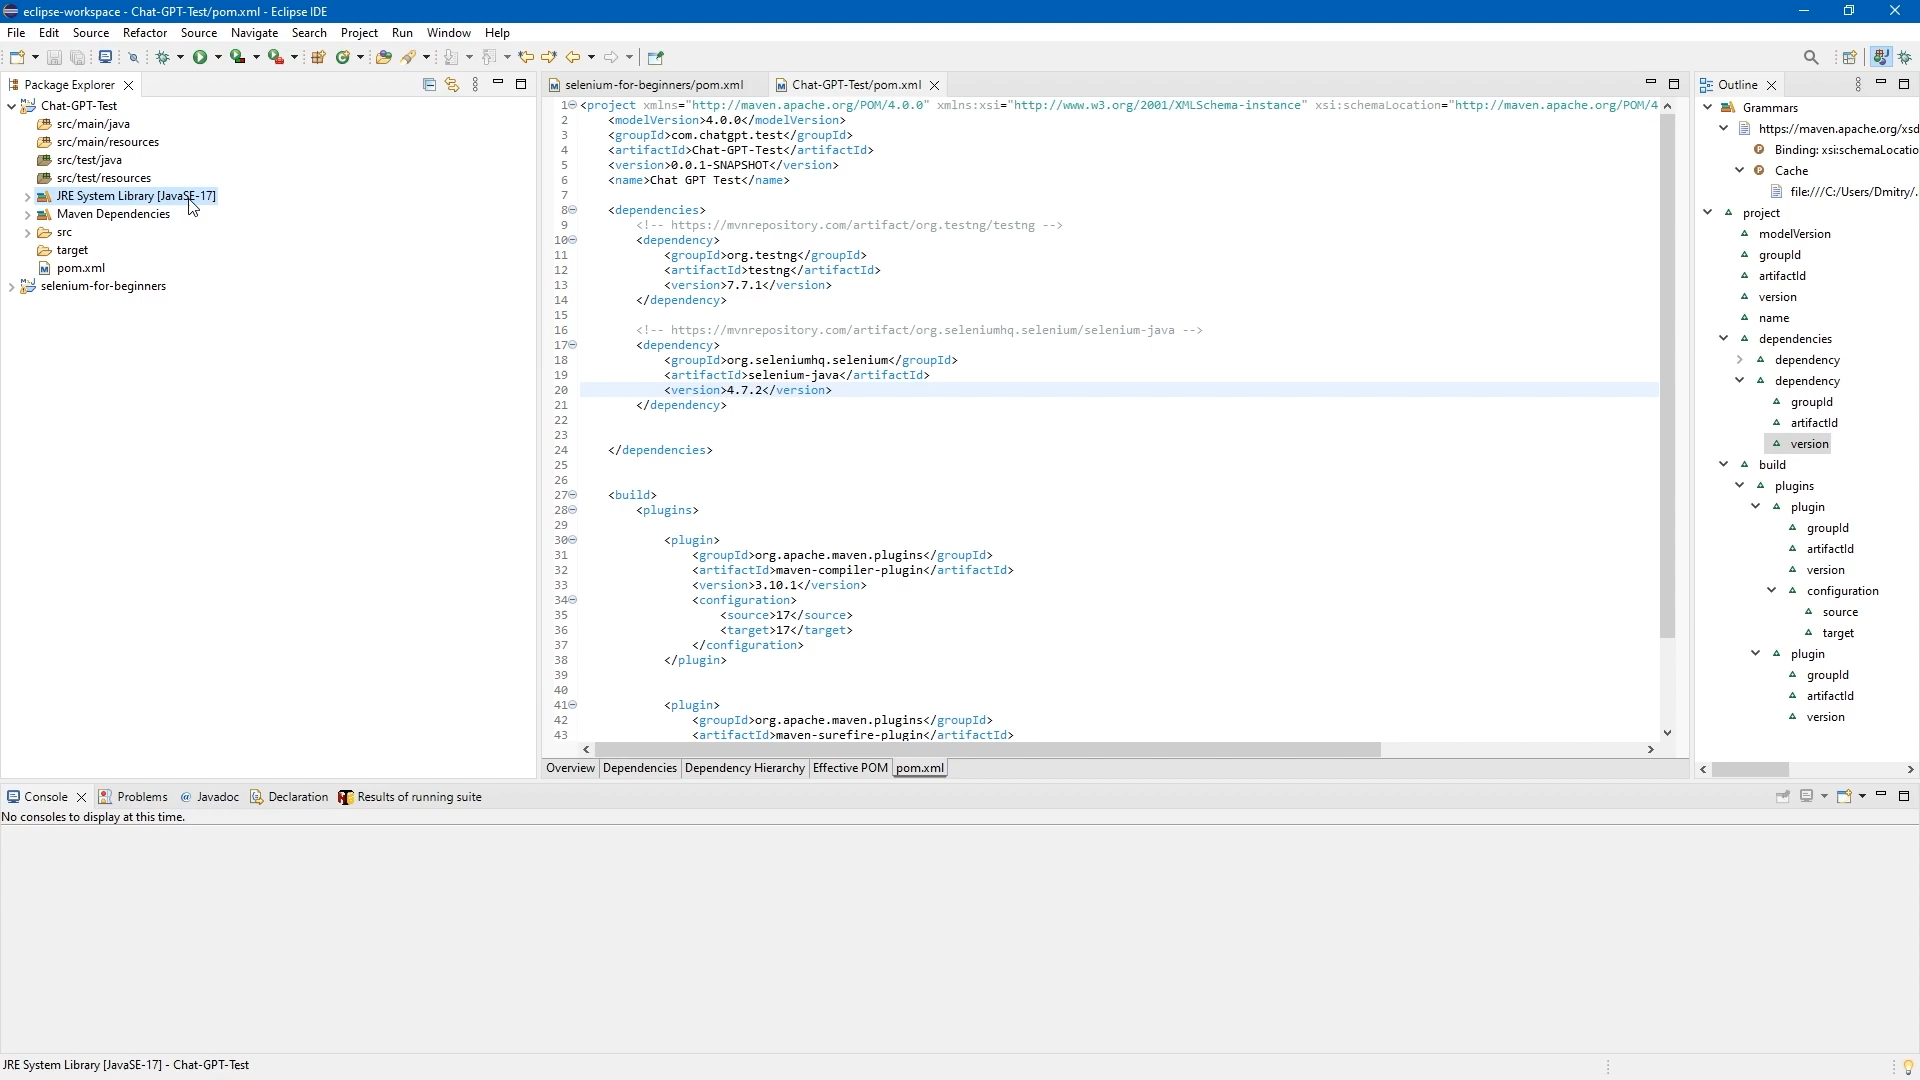 eclipse-workspace - Chat-GPT-Test/pom.xml - Eclipse IDE
File Edit Source Refactor Source Navigate Search Project Run Window Help
Package Explorer
Chat-GPT-Test
src/main/java
src/main/resources
src/test/java
src/test/resources
JRE System Library [JavaSE-17]
Maven Dependencies
src
target
pom.xml
selenium-for-beginners
selenium-for-beginners/pom.xml Chat-GPT-Test/pom.xml
1 <project xmlns="http://maven.apache.org/POM/4.0.0" xmlns:xsi="http://www.w3.org/2001/XMLSchema-instance" xsi:schemaLocation="http://maven.apache.org/POM/4
2 <modelVersion>4.0.0</modelVersion>
3 <groupId>com.chatgpt.test</groupId>
4 <artifactId>Chat-GPT-Test</artifactId>
5 <version>0.0.1-SNAPSHOT</version>
6 <name>Chat GPT Test</name>
7
8 <dependencies>
9 <!-- https://mvnrepository.com/artifact/org.testng/testng -->
10 <dependency>
11 <groupId>org.testng</groupId>
12 <artifactId>testng</artifactId>
13 <version>7.7.1</version>
14 </dependency>
15
16 <!-- https://mvnrepository.com/artifact/org.seleniumhq.selenium/selenium-java -->
17 <dependency>
18 <groupId>org.seleniumhq.selenium</groupId>
19 <artifactId>selenium-java</artifactId>
20 <version>4.7.2</version>
21 </dependency>
22
23
24 </dependencies>
25
26
27 <build>
28 <plugins>
29
30 <plugin>
31 <groupId>org.apache.maven.plugins</groupId>
32 <artifactId>maven-compiler-plugin</artifactId>
33 <version>3.10.1</version>
34 <configuration>
35 <source>17</source>
36 <target>17</target>
37 </configuration>
38 </plugin>
39
40
41 <plugin>
42 <groupId>org.apache.maven.plugins</groupId>
43 <artifactId>maven-surefire-plugin</artifactId>
Overview Dependencies Dependency Hierarchy Effective POM pom.xml
Outline
Grammars
https://maven.apache.org/xsd
Binding: xsi:schemaLocatio
Cache
file:///C:/Users/Dmitry/.
project
modelVersion
groupId
artifactId
version
name
dependencies
dependency
dependency
groupId
artifactId
version
build
plugins
plugin
groupId
artifactId
version
configuration
source
target
plugin
groupId
artifactId
version
Console Problems @ Javadoc Declaration Results of running suite
No consoles to display at this time.
JRE System Library [JavaSE-17] - Chat-GPT-Test